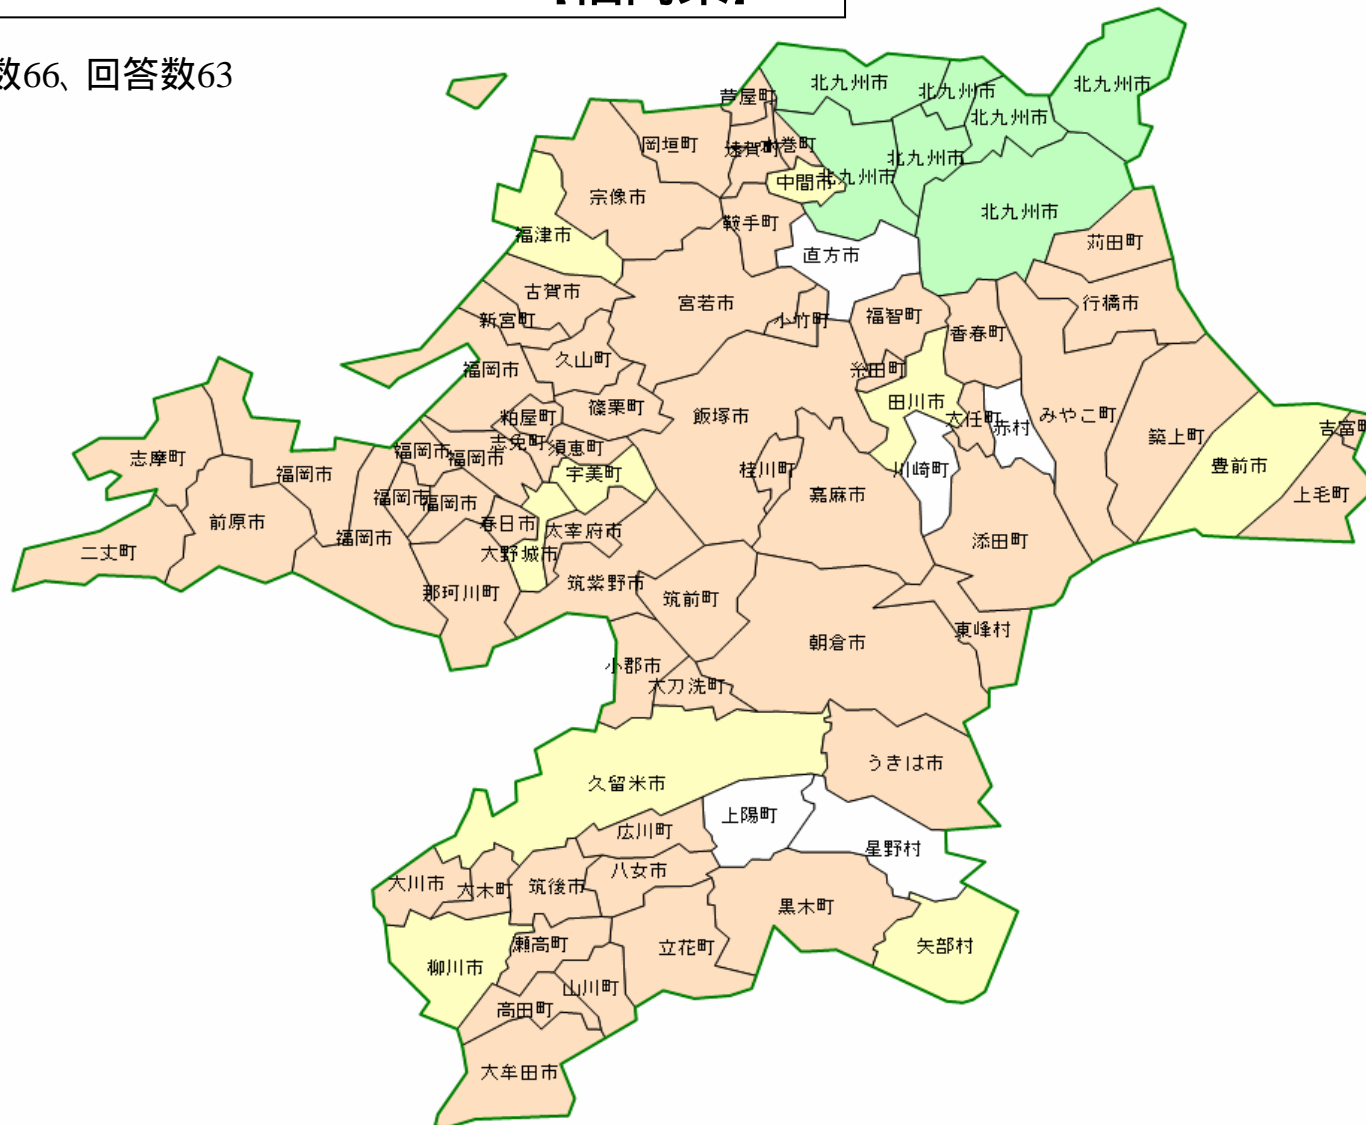 【福岡県】
数66、回答数63
北九州市
北九州市
北九州市
芦屋町
北九州市
岡垣町
遠賀町
水巻町
北九州市
北九州市
中間市
宗像市
北九州市
鞍手町
福津市
苅田町
直方市
古賀市
宮若市
行橋市
新宮町
小竹町
福智町
香春町
久山町
福岡市
糸田町
田川市
篠栗町
粕屋町
飯塚市
大任町
赤村
みやこ町
吉富町
築上町
志免町
須恵町
福岡市
福岡市
志摩町
福岡市
宇美町
桂川町
川崎町
豊前市
嘉麻市
上毛町
福岡市
福岡市
前原市
春日市
太宰府市
福岡市
添田町
二丈町
大野城市
那珂川町
筑紫野市
筑前町
東峰村
朝倉市
小郡市
大刀洗町
うきは市
久留米市
上陽町
広川町
星野村
八女市
大川市
大木町
筑後市
黒木町
瀬高町
立花町
矢部村
柳川市
山川町
高田町
大牟田市